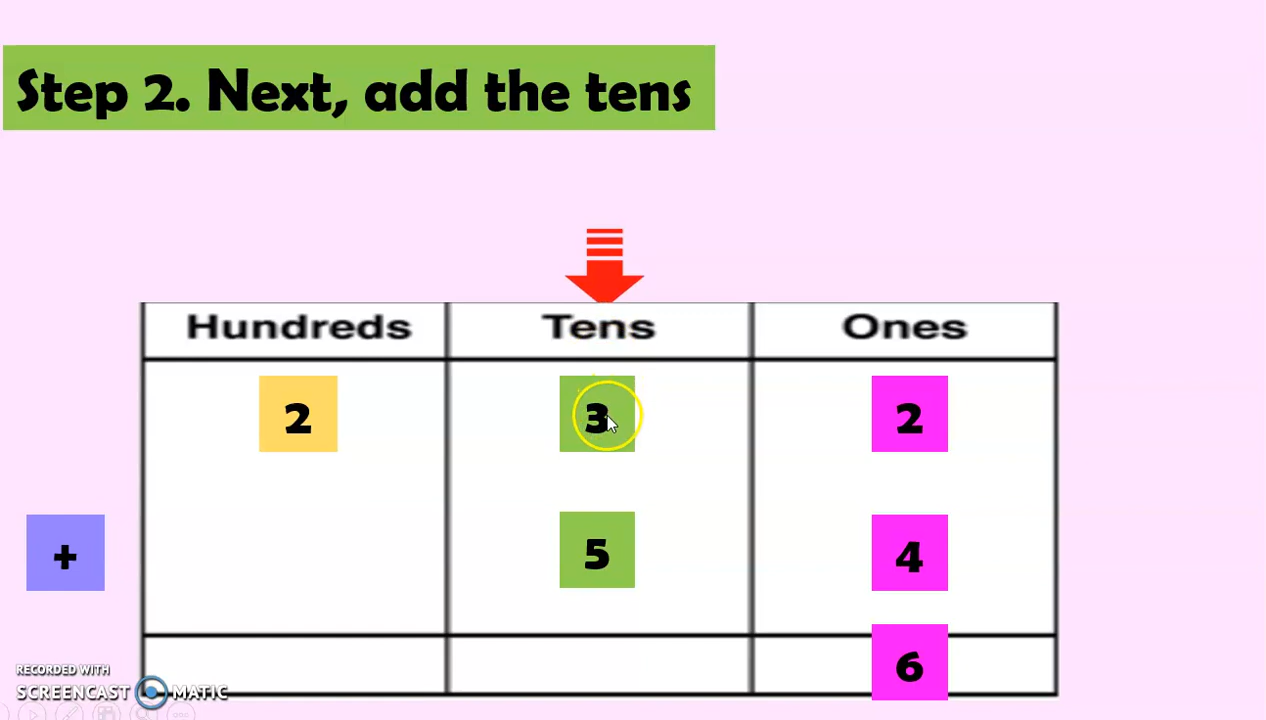 Step 2. Next, add the tens
Hundreds Tens Ones
2 3 2
+ 5 4
6
RECORDED WITH
SCREENCAST MATIC